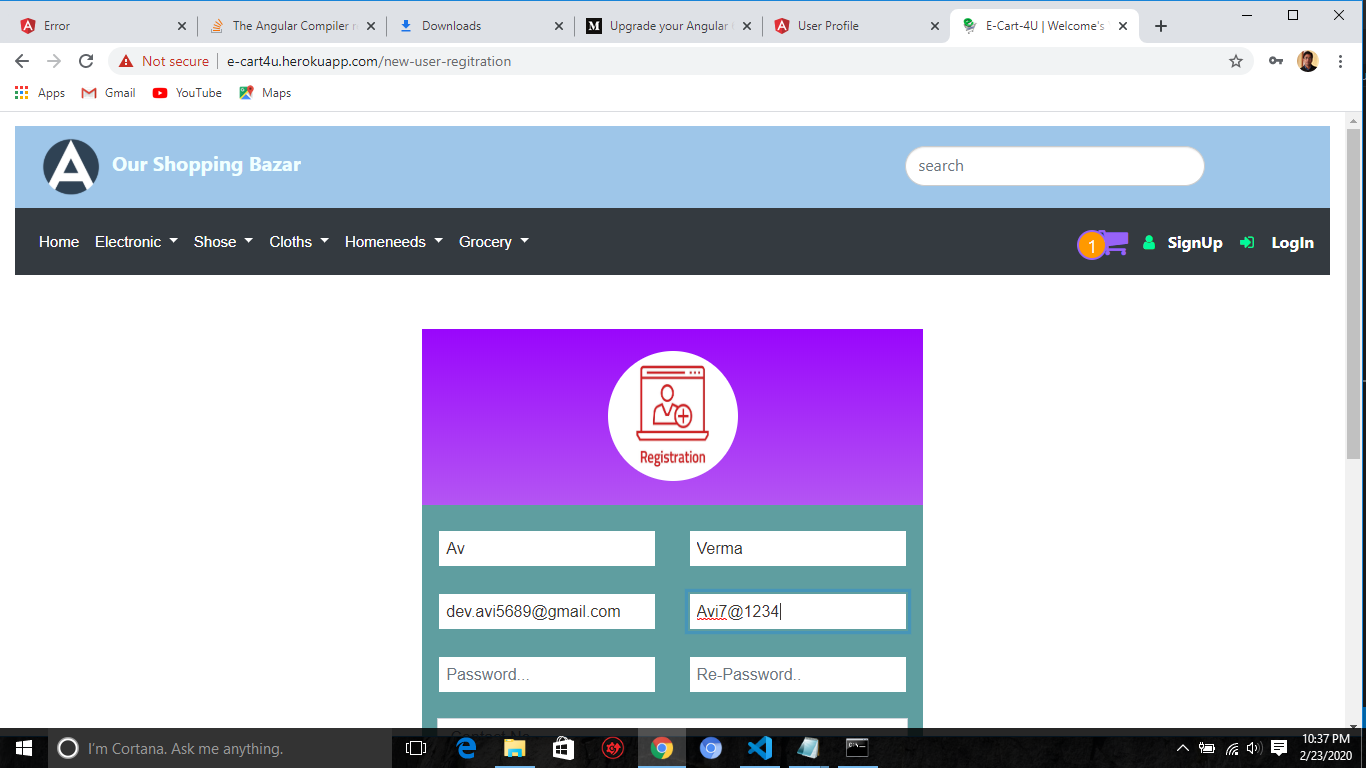 Error
The Angular Compiler r
Downloads
Upgrade your Angular
User Profile
E-Cart-4U | Welcome's
Not secure
e-cart4u.herokuapp.com/new-user-regitration
Apps
Gmail
YouTube
Maps
A
Our Shopping Bazar
search
Home
Electronic
Shose
Cloths
Homeneeds
Grocery
1
SignUp
LogIn
Registration
Av
Verma
dev.avi5689@gmail.com
Avi7@1234
Password...
Re-Password..
I'm Cortana. Ask me anything.
10:37 PM
2/23/2020